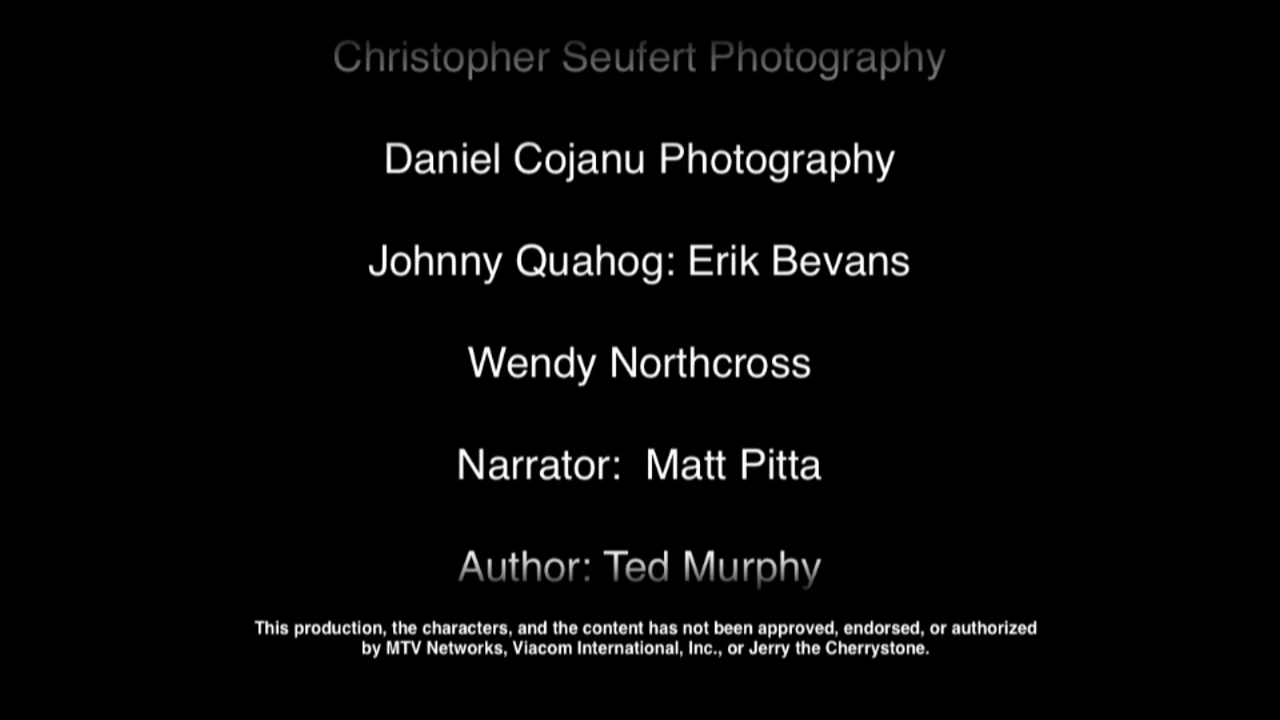 Christopher Seufert Photography
Daniel Cojanu Photography
Johnny Quahog: Erik Bevans
Wendy Northcross
Narrator:  Matt Pitta
Author: Ted Murphy
This production, the characters, and the content has not been approved, endorsed, or authorized
by MTV Networks, Viacom International, Inc., or Jerry the Cherrystone.